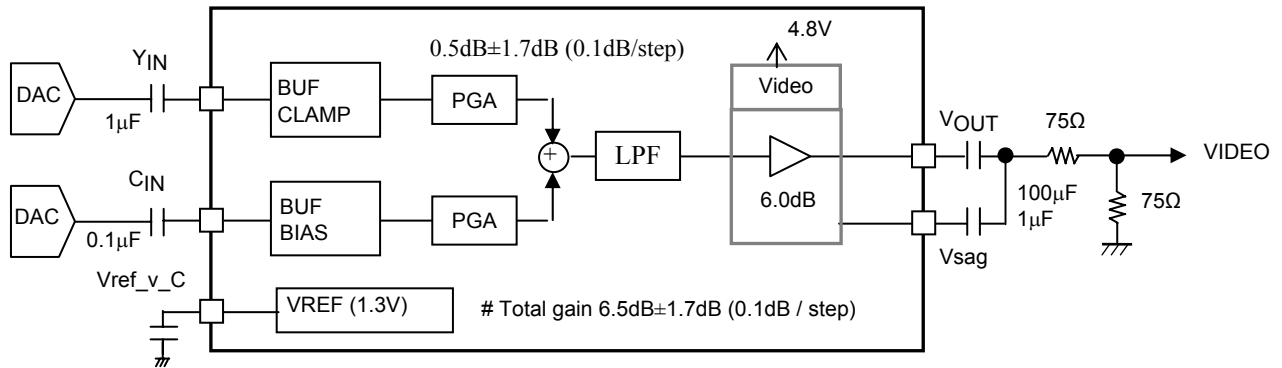 4.8V
0.5dB±1.7dB (0.1dB/step)
YIN
DAC
1μF
BUF
CLAMP
PGA
Video
VOUT
75Ω
VIDEO
+
LPF
6.0dB
100μF
1μF
75Ω
CIN
DAC
0.1μF
BUF
BIAS
PGA
Vsag
Vref_v_C
VREF (1.3V)
# Total gain 6.5dB±1.7dB (0.1dB / step)